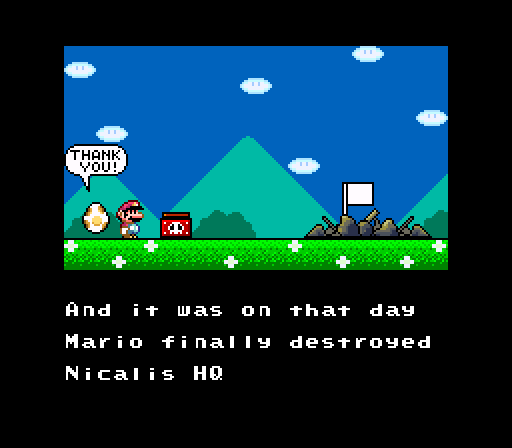 THANK
YOU!
And it was on that day
Mario finally destroyed
Nicalis HQ